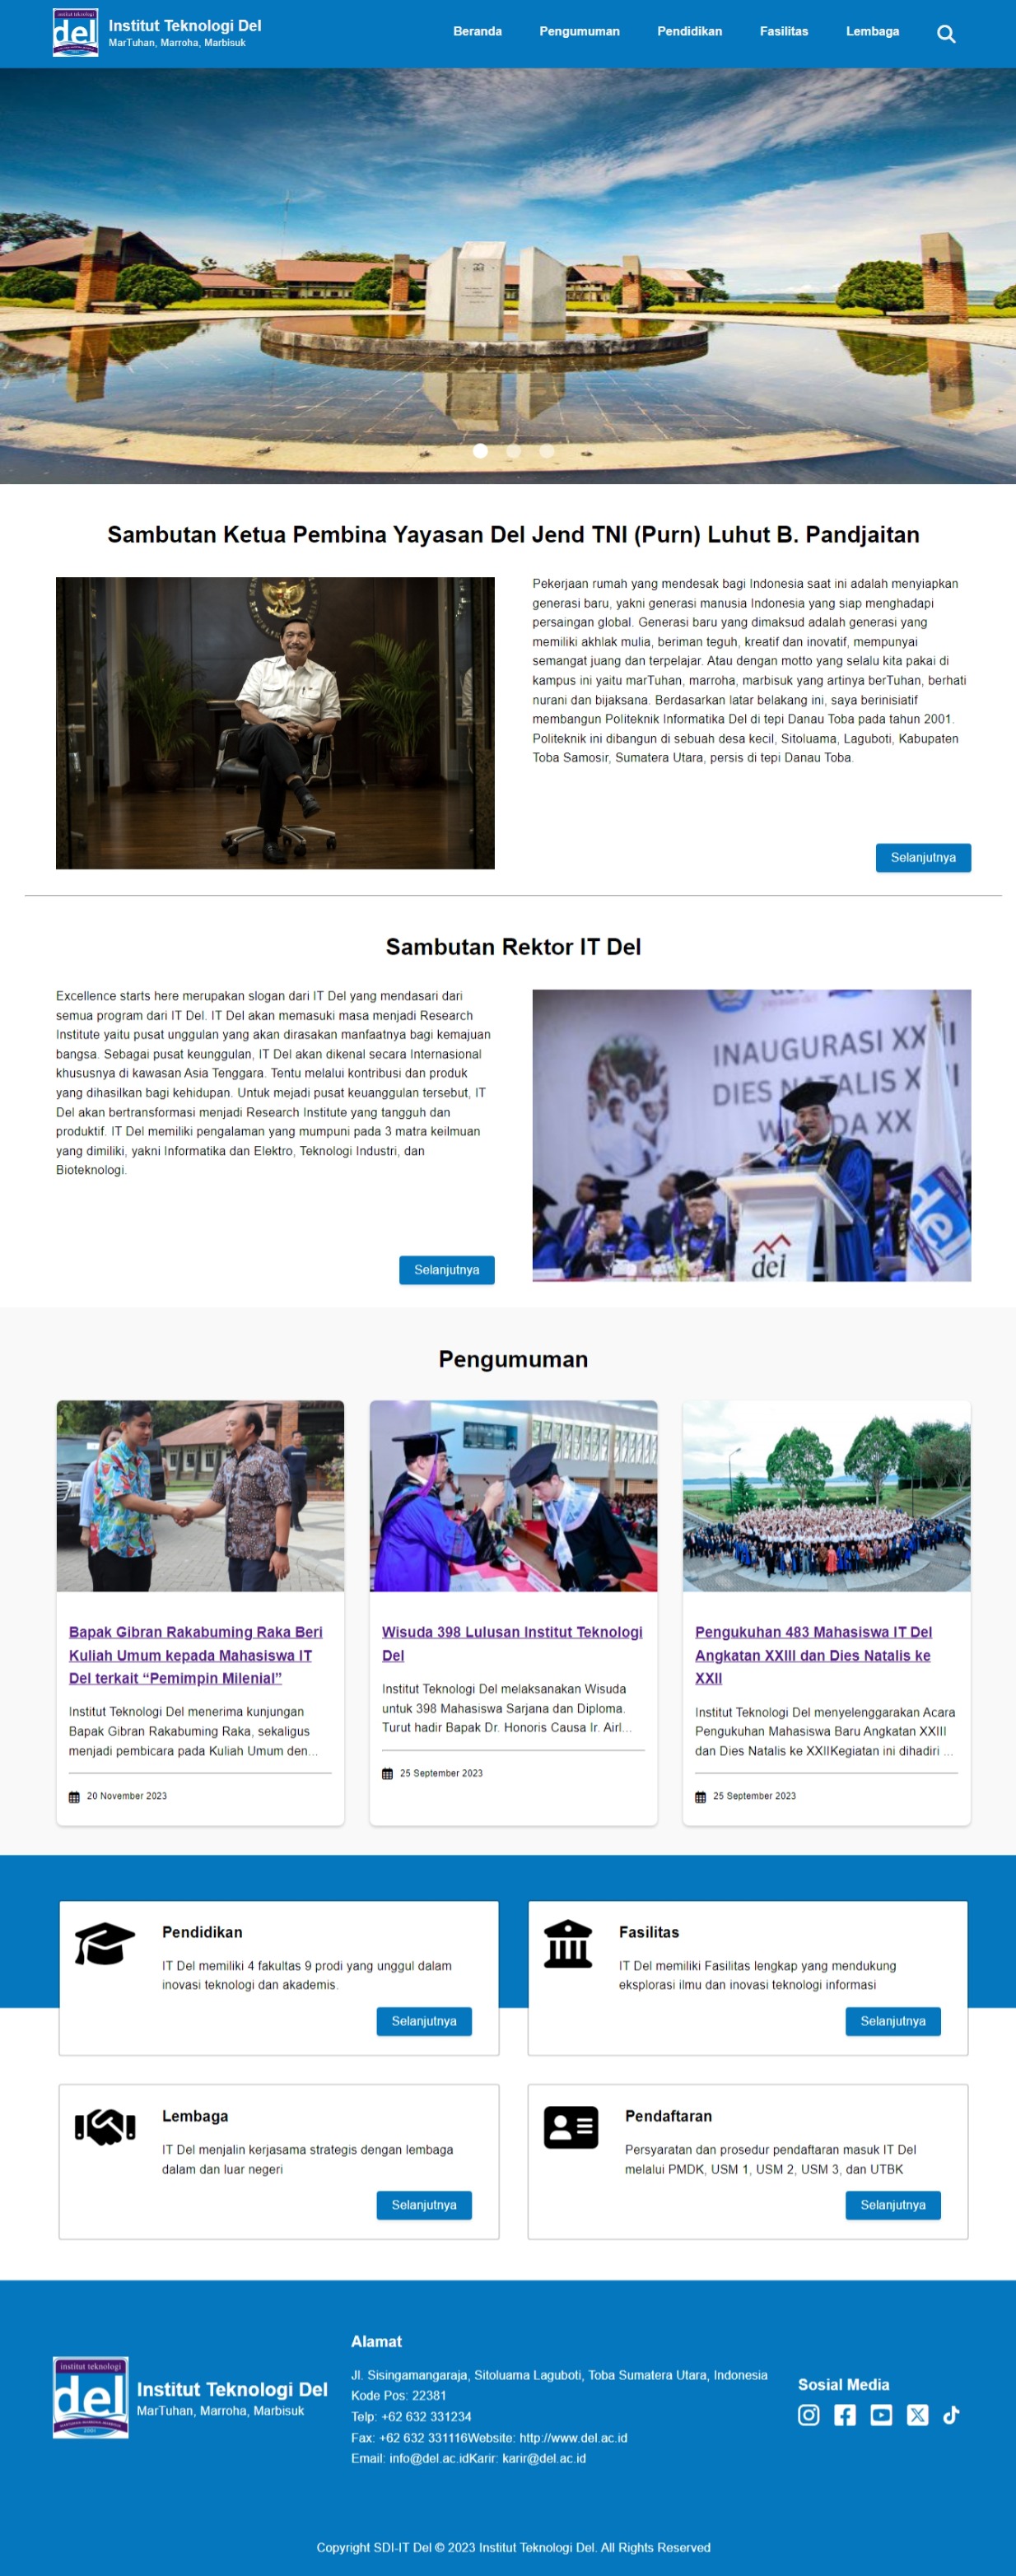 institut teknologi
del
Institut Teknologi Del
MarTuhan, Marroha, Marbisuk
Beranda
Pengumuman
Pendidikan
Fasilitas
Lembaga
Sambutan Ketua Pembina Yayasan Del Jend TNI (Purn) Luhut B. Pandjaitan
Pekerjaan rumah yang mendesak bagi Indonesia saat ini adalah menyiapkan
generasi baru, yakni generasi manusia Indonesia yang siap menghadapi
persaingan global. Generasi baru yang dimaksud adalah generasi yang
memiliki akhlak mulia, beriman teguh, kreatif dan inovatif, mempunyai
semangat juang dan terpelajar. Atau dengan motto yang selalu kita pakai di
kampus ini yaitu marTuhan, marroha, marbisuk yang artinya berTuhan, berhati
nurani dan bijaksana. Berdasarkan latar belakang ini, saya berinisiatif
membangun Politeknik Informatika Del di tepi Danau Toba pada tahun 2001.
Politeknik ini dibangun di sebuah desa kecil, Sitoluama, Laguboti, Kabupaten
Toba Samosir, Sumatera Utara, persis di tepi Danau Toba.
Selanjutnya
Sambutan Rektor IT Del
Excellence starts here merupakan slogan dari IT Del yang mendasari dari
semua program dari IT Del. IT Del akan memasuki masa menjadi Research
Institute yaitu pusat unggulan yang akan dirasakan manfaatnya bagi kemajuan
bangsa. Sebagai pusat keunggulan, IT Del akan dikenal secara Internasional
khususnya di kawasan Asia Tenggara. Tentu melalui kontribusi dan produk
yang dihasilkan bagi kehidupan. Untuk mejadi pusat keuanggulan tersebut, IT
Del akan bertransformasi menjadi Research Institute yang tangguh dan
produktif. IT Del memiliki pengalaman yang mumpuni pada 3 matra keilmuan
yang dimiliki, yakni Informatika dan Elektro, Teknologi Industri, dan
Bioteknologi.
INAUGURASI XX
DIES NATALIS X
del
del
Selanjutnya
Pengumuman
Bapak Gibran Rakabuming Raka Beri
Kuliah Umum kepada Mahasiswa IT
Del terkait “Pemimpin Milenial”
Institut Teknologi Del menerima kunjungan
Bapak Gibran Rakabuming Raka, sekaligus
menjadi pembicara pada Kuliah Umum den...
20 November 2023
Wisuda 398 Lulusan Institut Teknologi
Del
Institut Teknologi Del melaksanakan Wisuda
untuk 398 Mahasiswa Sarjana dan Diploma.
Turut hadir Bapak Dr. Honoris Causa Ir. Airl...
25 September 2023
Pengukuhan 483 Mahasiswa IT Del
Angkatan XXIII dan Dies Natalis ke
XXII
Institut Teknologi Del menyelenggarakan Acara
Pengukuhan Mahasiswa Baru Angkatan XXIII
dan Dies Natalis ke XXIIKegiatan ini dihadiri ...
25 September 2023
Pendidikan
IT Del memiliki 4 fakultas 9 prodi yang unggul dalam
inovasi teknologi dan akademis.
Selanjutnya
Fasilitas
IT Del memiliki Fasilitas lengkap yang mendukung
eksplorasi ilmu dan inovasi teknologi informasi
Selanjutnya
Lembaga
IT Del menjalin kerjasama strategis dengan lembaga
dalam dan luar negeri
Selanjutnya
Pendaftaran
Persyaratan dan prosedur pendaftaran masuk IT Del
melalui PMDK, USM 1, USM 2, USM 3, dan UTBK
Selanjutnya
institut teknologi
del
Institut Teknologi Del
MarTuhan, Marroha, Marbisuk
Alamat
Jl. Sisingamangaraja, Sitoluama Laguboti, Toba Sumatera Utara, Indonesia
Kode Pos: 22381
Telp: +62 632 331234
Fax: +62 632 331116Website: http://www.del.ac.id
Email: info@del.ac.idKarir: karir@del.ac.id
Sosial Media
Copyright SDI-IT Del © 2023 Institut Teknologi Del. All Rights Reserved